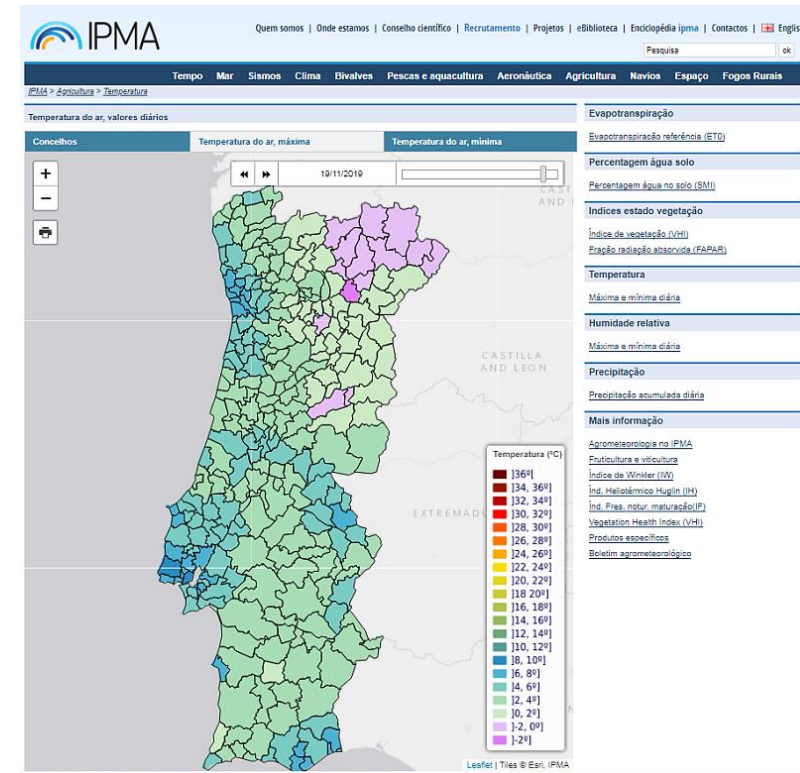 IPMA
Quem somos | Onde estamos | Conselho científico | Recrutamento | Projetos | eBiblioteca | Enciclopédia ipma | Contactos | Englis
Pesquisa ok
Tempo Mar Sismos Clima Bivalves Pescas e aquacultura Aeronáutica Agricultura Navios Espaço Fogos Rurais
IPMA > Agricultura > Temperatura
Temperatura do ar, valores diários
Concelhos Temperatura do ar, máxima Temperatura do ar, mínima
+
−
19/11/2019
CAST
AND
CASTILLA
AND LEON
EXTREMADU
Temperatura (ºC)
]36º[
]34, 36º]
]32, 34º]
]30, 32º]
]28, 30º]
]26, 28º]
]24, 26º]
]22, 24º]
]20, 22º]
]18 20º]
]16, 18º]
]14, 16º]
]12, 14º]
]10, 12º]
]8, 10º]
]6, 8º]
]4, 6º]
]2, 4º]
]0, 2º]
]-2, 0º]
]-2º]
Leaflet | Tiles © Esri, IPMA
Evapotranspiração
Evapotranspiracão referência (ET0)
Percentagem água solo
Percentagem água no solo (SMI)
Indices estado vegetação
Índice de vegetação (VHI)
Fração radiação absorvida (FAPAR)
Temperatura
Máxima e mínima diária
Humidade relativa
Máxima e mínima diária
Precipitação
Precipitação acumulada diária
Mais informação
Agrometeorologia no IPMA
Fruticultura e viticultura
Índice de Winkler (IW)
Índ. Heliotérmico Huglin (IH)
Índ. Fres. notur. maturação(IF)
Vegetation Health Index (VHI)
Produtos específicos
Boletim agrometeorológico